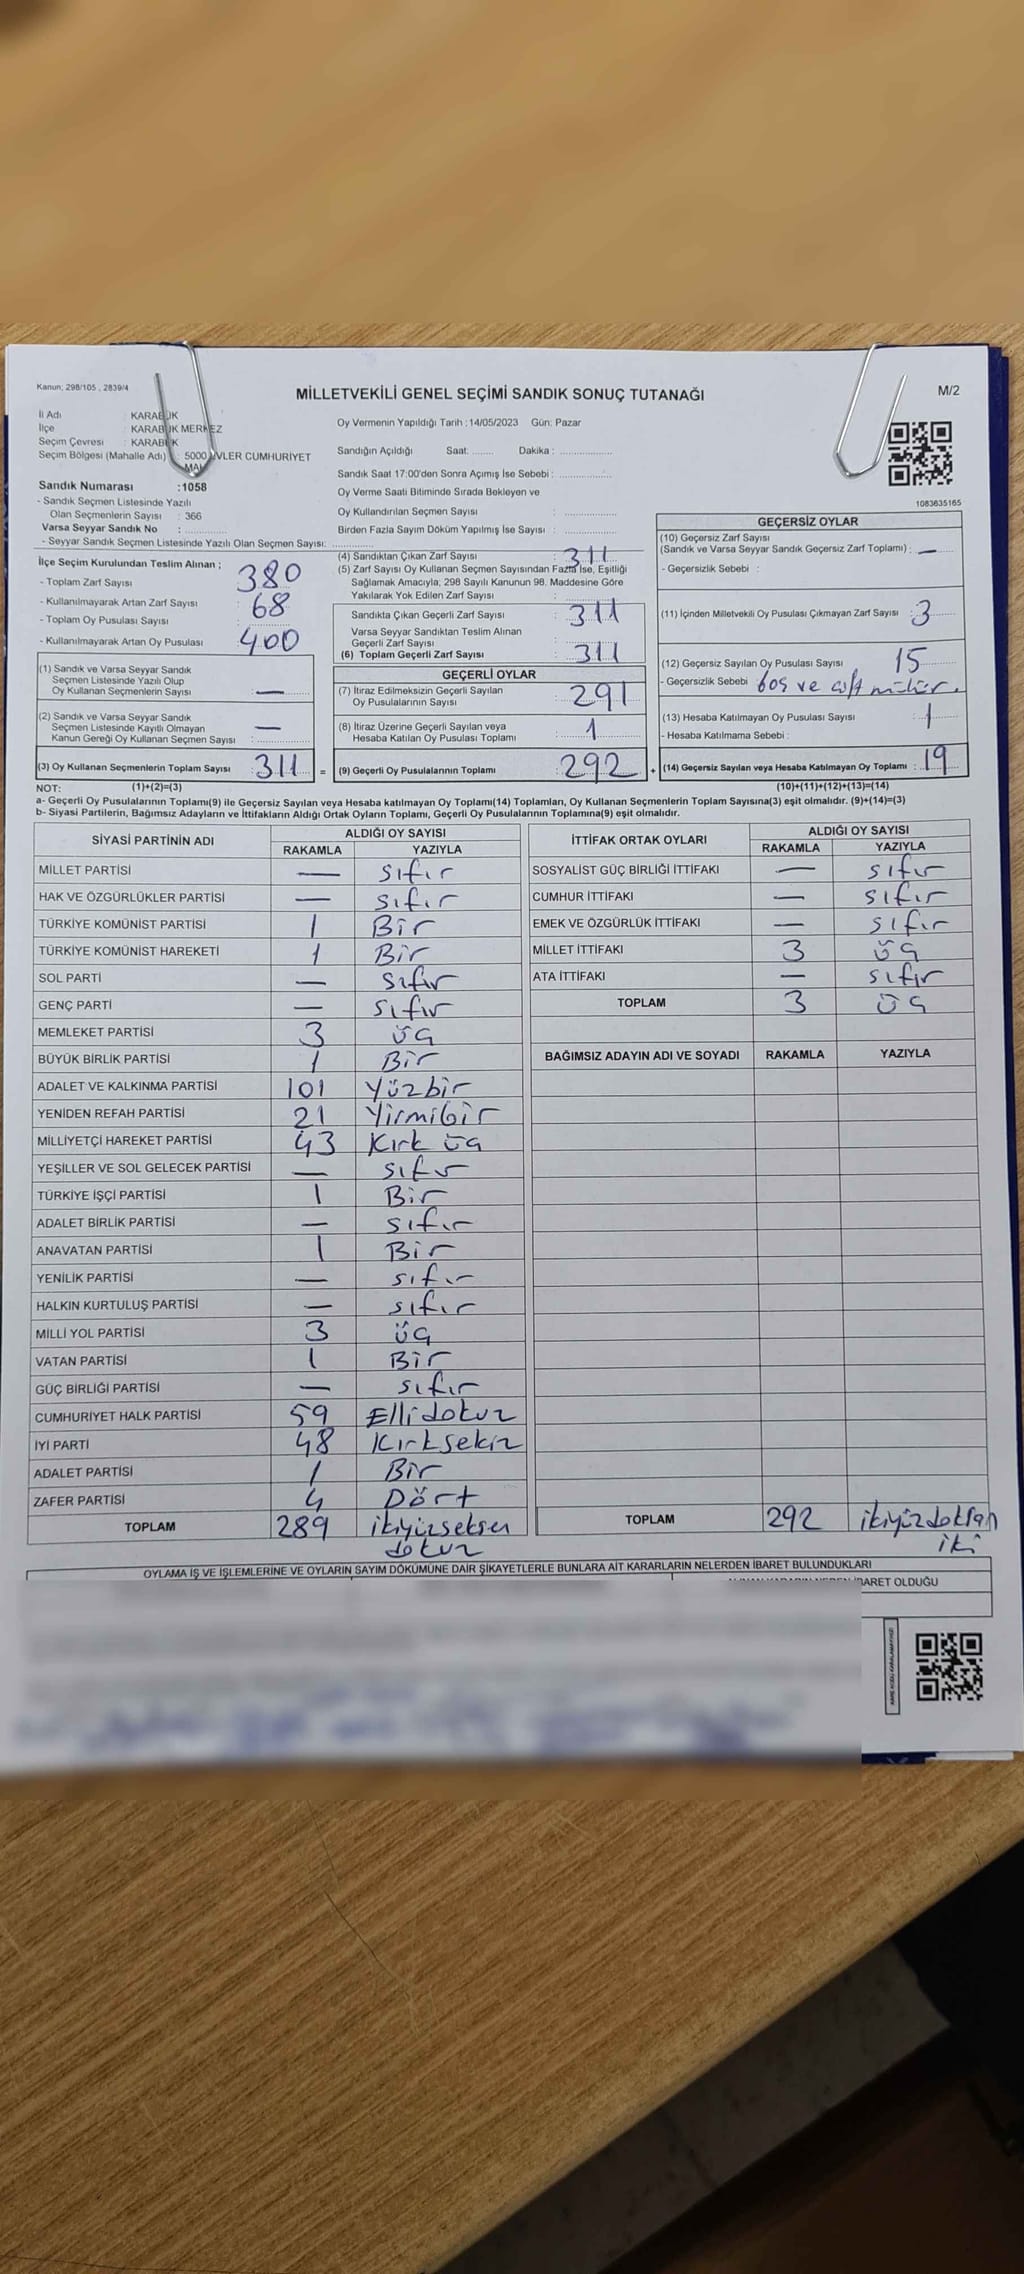 Kanun; 298/105 , 2839/4
MİLLETVEKİLİ GENEL SEÇİMİ SANDIK SONUÇ TUTANAĞI
M/2
İl Adı : KARABÜK
İlçe : KARABÜK MERKEZ
Seçim Çevresi : KARABÜK
Seçim Bölgesi (Mahalle Adı) : 5000 EVLER CUMHURİYET
MAH.
Sandık Numarası :1058
- Sandık Seçmen Listesinde Yazılı
Olan Seçmenlerin Sayısı : 366
Varsa Seyyar Sandık No :
- Seyyar Sandık Seçmen Listesinde Yazılı Olan Seçmen Sayısı:
Oy Vermenin Yapıldığı Tarih : 14/05/2023 Gün: Pazar
Sandığın Açıldığı Saat: Dakika :
Sandık Saat 17:00'den Sonra Açımış İse Sebebi :
Oy Verme Saati Bitiminde Sırada Bekleyen ve
Oy Kullandırılan Seçmen Sayısı :
Birden Fazla Sayım Döküm Yapılmış İse Sayısı :
1083635165
İlçe Seçim Kurulundan Teslim Alınan ;
- Toplam Zarf Sayısı : 380
- Kullanılmayarak Artan Zarf Sayısı : 68
- Toplam Oy Pusulası Sayısı : 400
- Kullanılmayarak Artan Oy Pusulası :
(1) Sandık ve Varsa Seyyar Sandık
Seçmen Listesinde Yazılı Olup
Oy Kullanan Seçmenlerin Sayısı : —
(2) Sandık ve Varsa Seyyar Sandık
Seçmen Listesinde Kayıtlı Olmayan
Kanun Gereği Oy Kullanan Seçmen Sayısı : —
(3) Oy Kullanan Seçmenlerin Toplam Sayısı : 311 =
(4) Sandıktan Çıkan Zarf Sayısı : 311
(5) Zarf Sayısı Oy Kullanan Seçmen Sayısından Fazla İse, Eşitliği
Sağlamak Amacıyla; 298 Sayılı Kanunun 98. Maddesine Göre
Yakılarak Yok Edilen Zarf Sayısı :
Sandıkta Çıkan Geçerli Zarf Sayısı : 311
Varsa Seyyar Sandıktan Teslim Alınan
Geçerli Zarf Sayısı :
(6) Toplam Geçerli Zarf Sayısı : 311
GEÇERLİ OYLAR
(7) İtiraz Edilmeksizin Geçerli Sayılan
Oy Pusulalarının Sayısı : 291
(8) İtiraz Üzerine Geçerli Sayılan veya
Hesaba Katılan Oy Pusulası Toplamı : 1
(9) Geçerli Oy Pusulalarının Toplamı : 292 +
GEÇERSİZ OYLAR
(10) Geçersiz Zarf Sayısı
(Sandık ve Varsa Seyyar Sandık Geçersiz Zarf Toplamı) : —
- Geçersizlik Sebebi :
(11) İçinden Milletvekili Oy Pusulası Çıkmayan Zarf Sayısı : 3
(12) Geçersiz Sayılan Oy Pusulası Sayısı : 15
- Geçersizlik Sebebi boş ve çift mühür.
(13) Hesaba Katılmayan Oy Pusulası Sayısı : 1
- Hesaba Katılmama Sebebi :
(14) Geçersiz Sayılan veya Hesaba Katılmayan Oy Toplamı : 19
NOT: (1)+(2)=(3) (10)+(11)+(12)+(13)=(14)
a- Geçerli Oy Pusulalarının Toplamı(9) ile Geçersiz Sayılan veya Hesaba katılmayan Oy Toplamı(14) Toplamları, Oy Kullanan Seçmenlerin Toplam Sayısına(3) eşit olmalıdır. (9)+(14)=(3)
b- Siyasi Partilerin, Bağımsız Adayların ve İttifakların Aldığı Ortak Oyların Toplamı, Geçerli Oy Pusulalarının Toplamına(9) eşit olmalıdır.
SİYASİ PARTİNİN ADI ALDIĞI OY SAYISI
RAKAMLA YAZIYLA
MİLLET PARTİSİ — sıfır
HAK VE ÖZGÜRLÜKLER PARTİSİ — sıfır
TÜRKİYE KOMÜNİST PARTİSİ 1 Bir
TÜRKİYE KOMÜNİST HAREKETİ 1 Bir
SOL PARTİ — sıfır
GENÇ PARTİ — sıfır
MEMLEKET PARTİSİ 3 üç
BÜYÜK BİRLİK PARTİSİ 1 Bir
ADALET VE KALKINMA PARTİSİ 101 Yüzbir
YENİDEN REFAH PARTİSİ 21 Yirmibir
MİLLİYETÇİ HAREKET PARTİSİ 43 Kırk üç
YEŞİLLER VE SOL GELECEK PARTİSİ — sıfır
TÜRKİYE İŞÇİ PARTİSİ 1 Bir
ADALET BİRLİK PARTİSİ — sıfır
ANAVATAN PARTİSİ 1 Bir
YENİLİK PARTİSİ — sıfır
HALKIN KURTULUŞ PARTİSİ — sıfır
MİLLİ YOL PARTİSİ 3 üç
VATAN PARTİSİ 1 Bir
GÜÇ BİRLİĞİ PARTİSİ — sıfır
CUMHURİYET HALK PARTİSİ 59 Ellidokuz
İYİ PARTİ 48 Kırksekiz
ADALET PARTİSİ 1 Bir
ZAFER PARTİSİ 4 Dört
TOPLAM 289 ikiyüzseksen
dokuz
İTTİFAK ORTAK OYLARI ALDIĞI OY SAYISI
RAKAMLA YAZIYLA
SOSYALİST GÜÇ BİRLİĞİ İTTİFAKI — sıfır
CUMHUR İTTİFAKI — sıfır
EMEK VE ÖZGÜRLÜK İTTİFAKI — sıfır
MİLLET İTTİFAKI 3 üç
ATA İTTİFAKI — sıfır
TOPLAM 3 üç
BAĞIMSIZ ADAYIN ADI VE SOYADI RAKAMLA YAZIYLA
TOPLAM 292 ikiyüzdoksan
iki
OYLAMA İŞ VE İŞLEMLERİNE VE OYLARIN SAYIM DÖKÜMÜNE DAİR ŞİKAYETLERLE BUNLARA AİT KARARLARIN NELERDEN İBARET BULUNDUKLARI
İBARET OLDUĞU